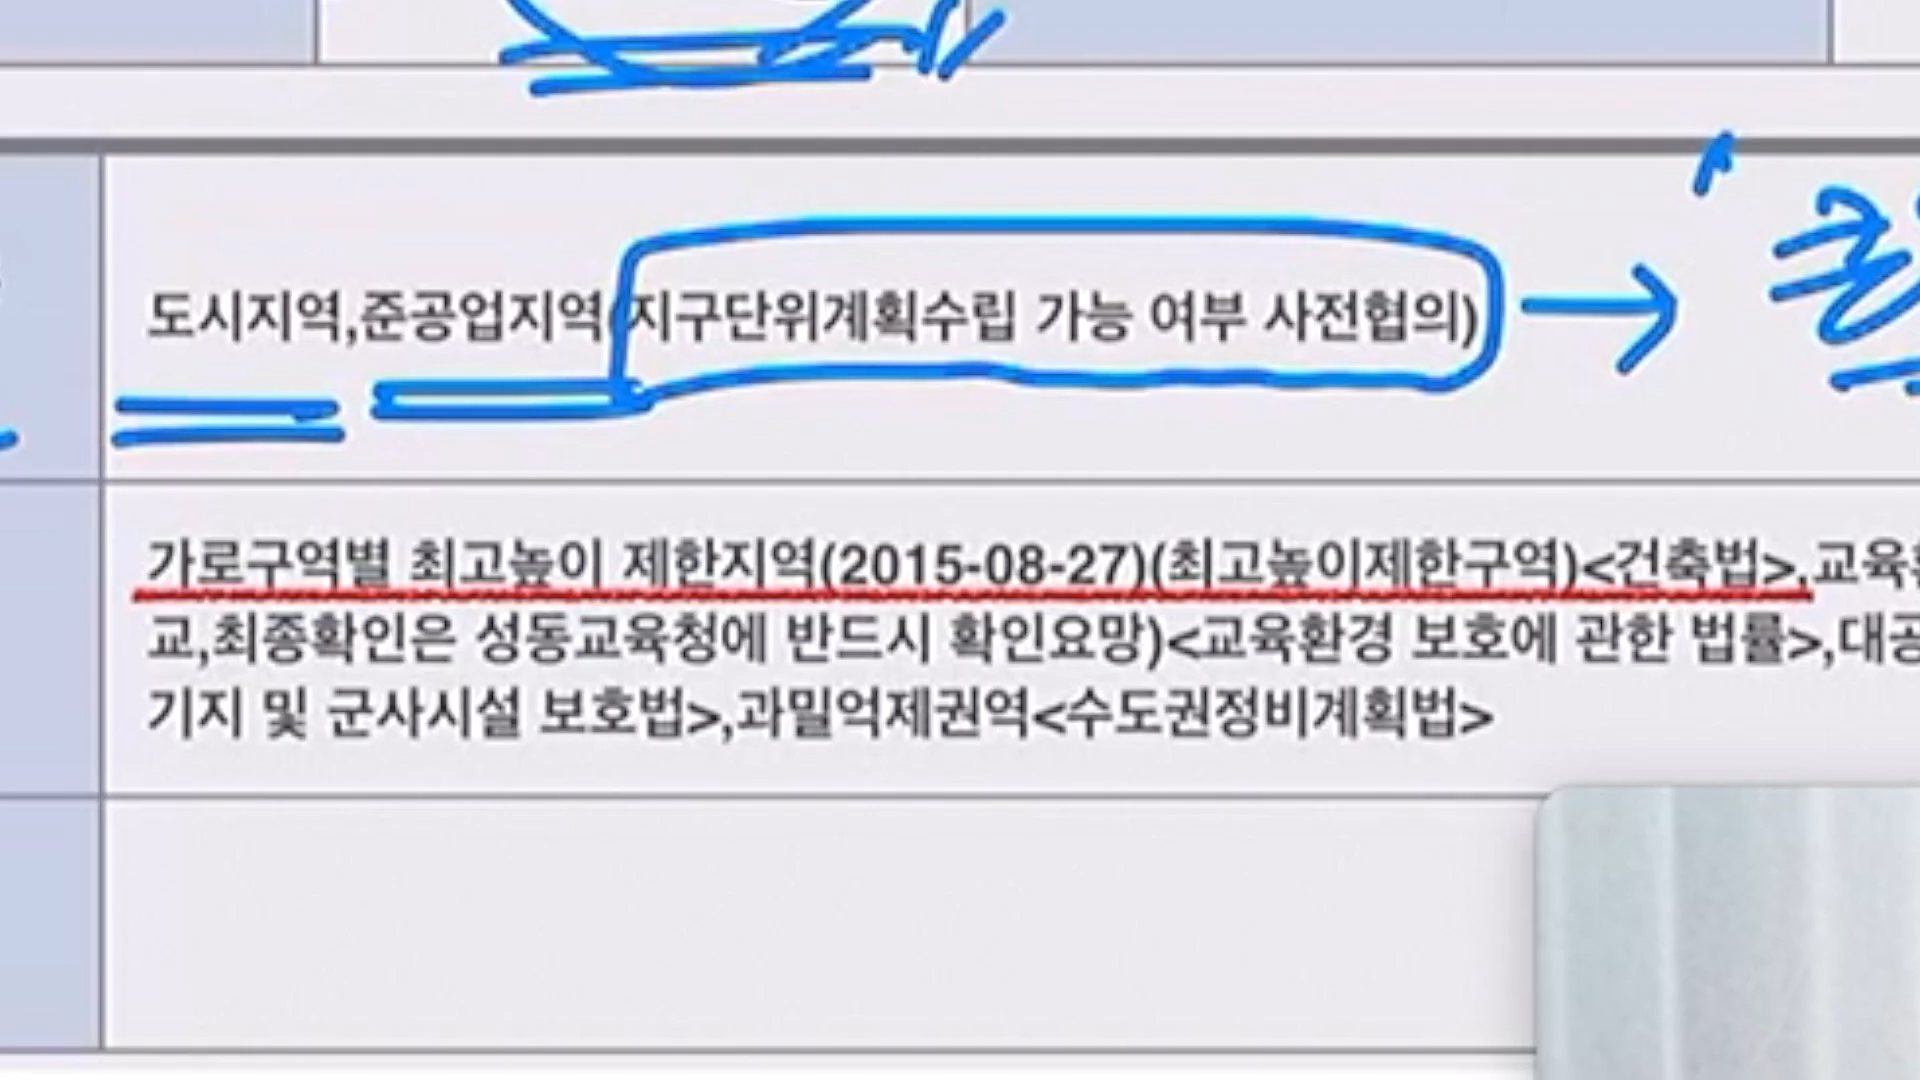 도시지역,준공업지역(지구단위계획수립 가능 여부 사전협의)
가로구역별 최고높이 제한지역(2015-08-27)(최고높이제한구역)<건축법>,교육
교,최종확인은 성동교육청에 반드시 확인요망)<교육환경 보호에 관한 법률>,대공
기지 및 군사시설 보호법>,과밀억제권역<수도권정비계획법>